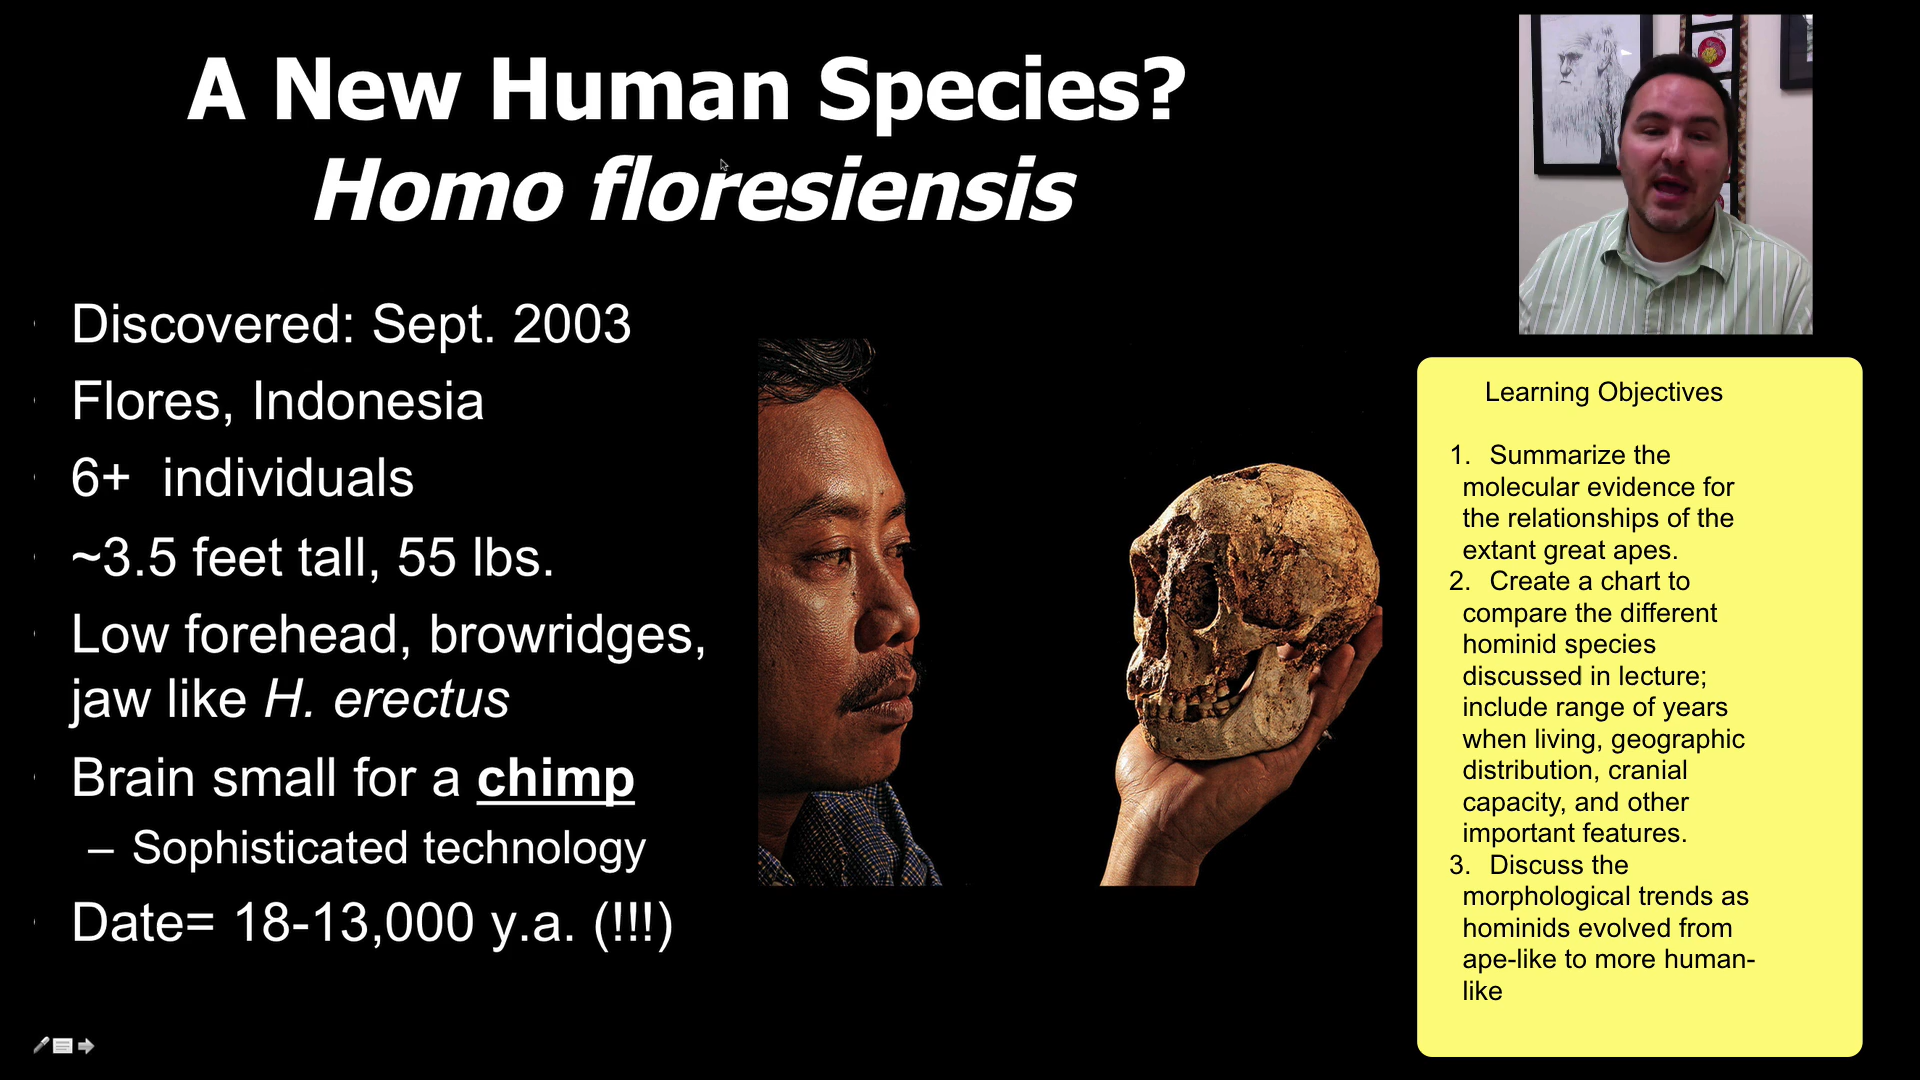 A New Human Species?
Homo floresiensis
Discovered: Sept. 2003
Flores, Indonesia
6+ individuals
~3.5 feet tall, 55 lbs.
Low forehead, browridges,
jaw like H. erectus
Brain small for a chimp
– Sophisticated technology
Date= 18-13,000 y.a. (!!!)
Learning Objectives
1. Summarize the
molecular evidence for
the relationships of the
extant great apes.
2. Create a chart to
compare the different
hominid species
discussed in lecture;
include range of years
when living, geographic
distribution, cranial
capacity, and other
important features.
3. Discuss the
morphological trends as
hominids evolved from
ape-like to more human-
like